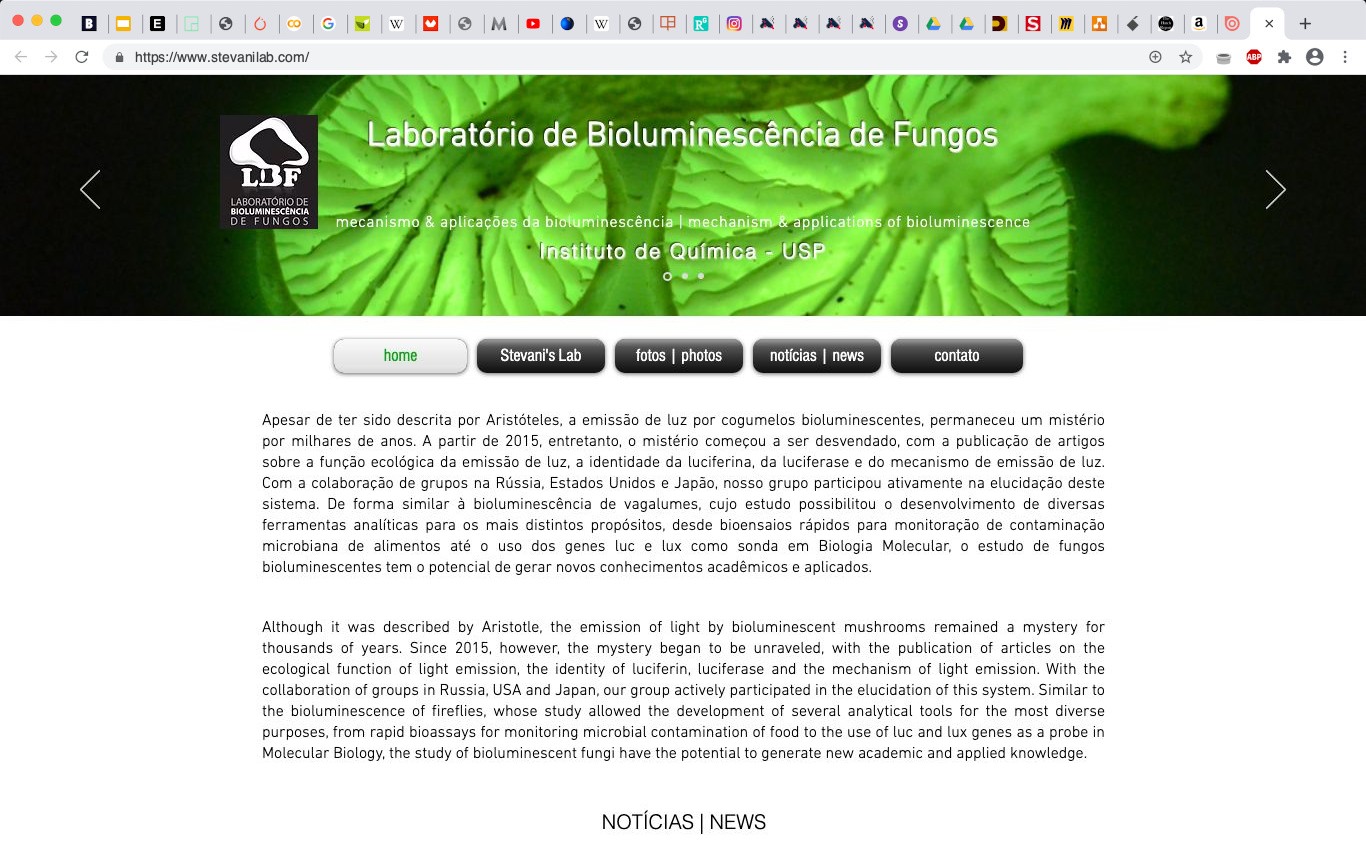 https://www.stevanilab.com/
ABP
Laboratório de Bioluminescência de Fungos
LBF
LABORATÓRIO DE
BIOLUMINESCÊNCIA
DE FUNGOS
mecanismo & aplicações da bioluminescência | mechanism & applications of bioluminescence
Instituto de Química - USP
home
Stevani's Lab
fotos | photos
notícias | news
contato
Apesar de ter sido descrita por Aristóteles, a emissão de luz por cogumelos bioluminescentes, permaneceu um mistério
por milhares de anos. A partir de 2015, entretanto, o mistério começou a ser desvendado, com a publicação de artigos
sobre a função ecológica da emissão de luz, a identidade da luciferina, da luciferase e do mecanismo de emissão de luz.
Com a colaboração de grupos na Rússia, Estados Unidos e Japão, nosso grupo participou ativamente na elucidação deste
sistema. De forma similar à bioluminescência de vagalumes, cujo estudo possibilitou o desenvolvimento de diversas
ferramentas analíticas para os mais distintos propósitos, desde bioensaios rápidos para monitoração de contaminação
microbiana de alimentos até o uso dos genes luc e lux como sonda em Biologia Molecular, o estudo de fungos
bioluminescentes tem o potencial de gerar novos conhecimentos acadêmicos e aplicados.
Although it was described by Aristotle, the emission of light by bioluminescent mushrooms remained a mystery for
thousands of years. Since 2015, however, the mystery began to be unraveled, with the publication of articles on the
ecological function of light emission, the identity of luciferin, luciferase and the mechanism of light emission. With the
collaboration of groups in Russia, USA and Japan, our group actively participated in the elucidation of this system. Similar to
the bioluminescence of fireflies, whose study allowed the development of several analytical tools for the most diverse
purposes, from rapid bioassays for monitoring microbial contamination of food to the use of luc and lux genes as a probe in
Molecular Biology, the study of bioluminescent fungi have the potential to generate new academic and applied knowledge.
NOTÍCIAS | NEWS